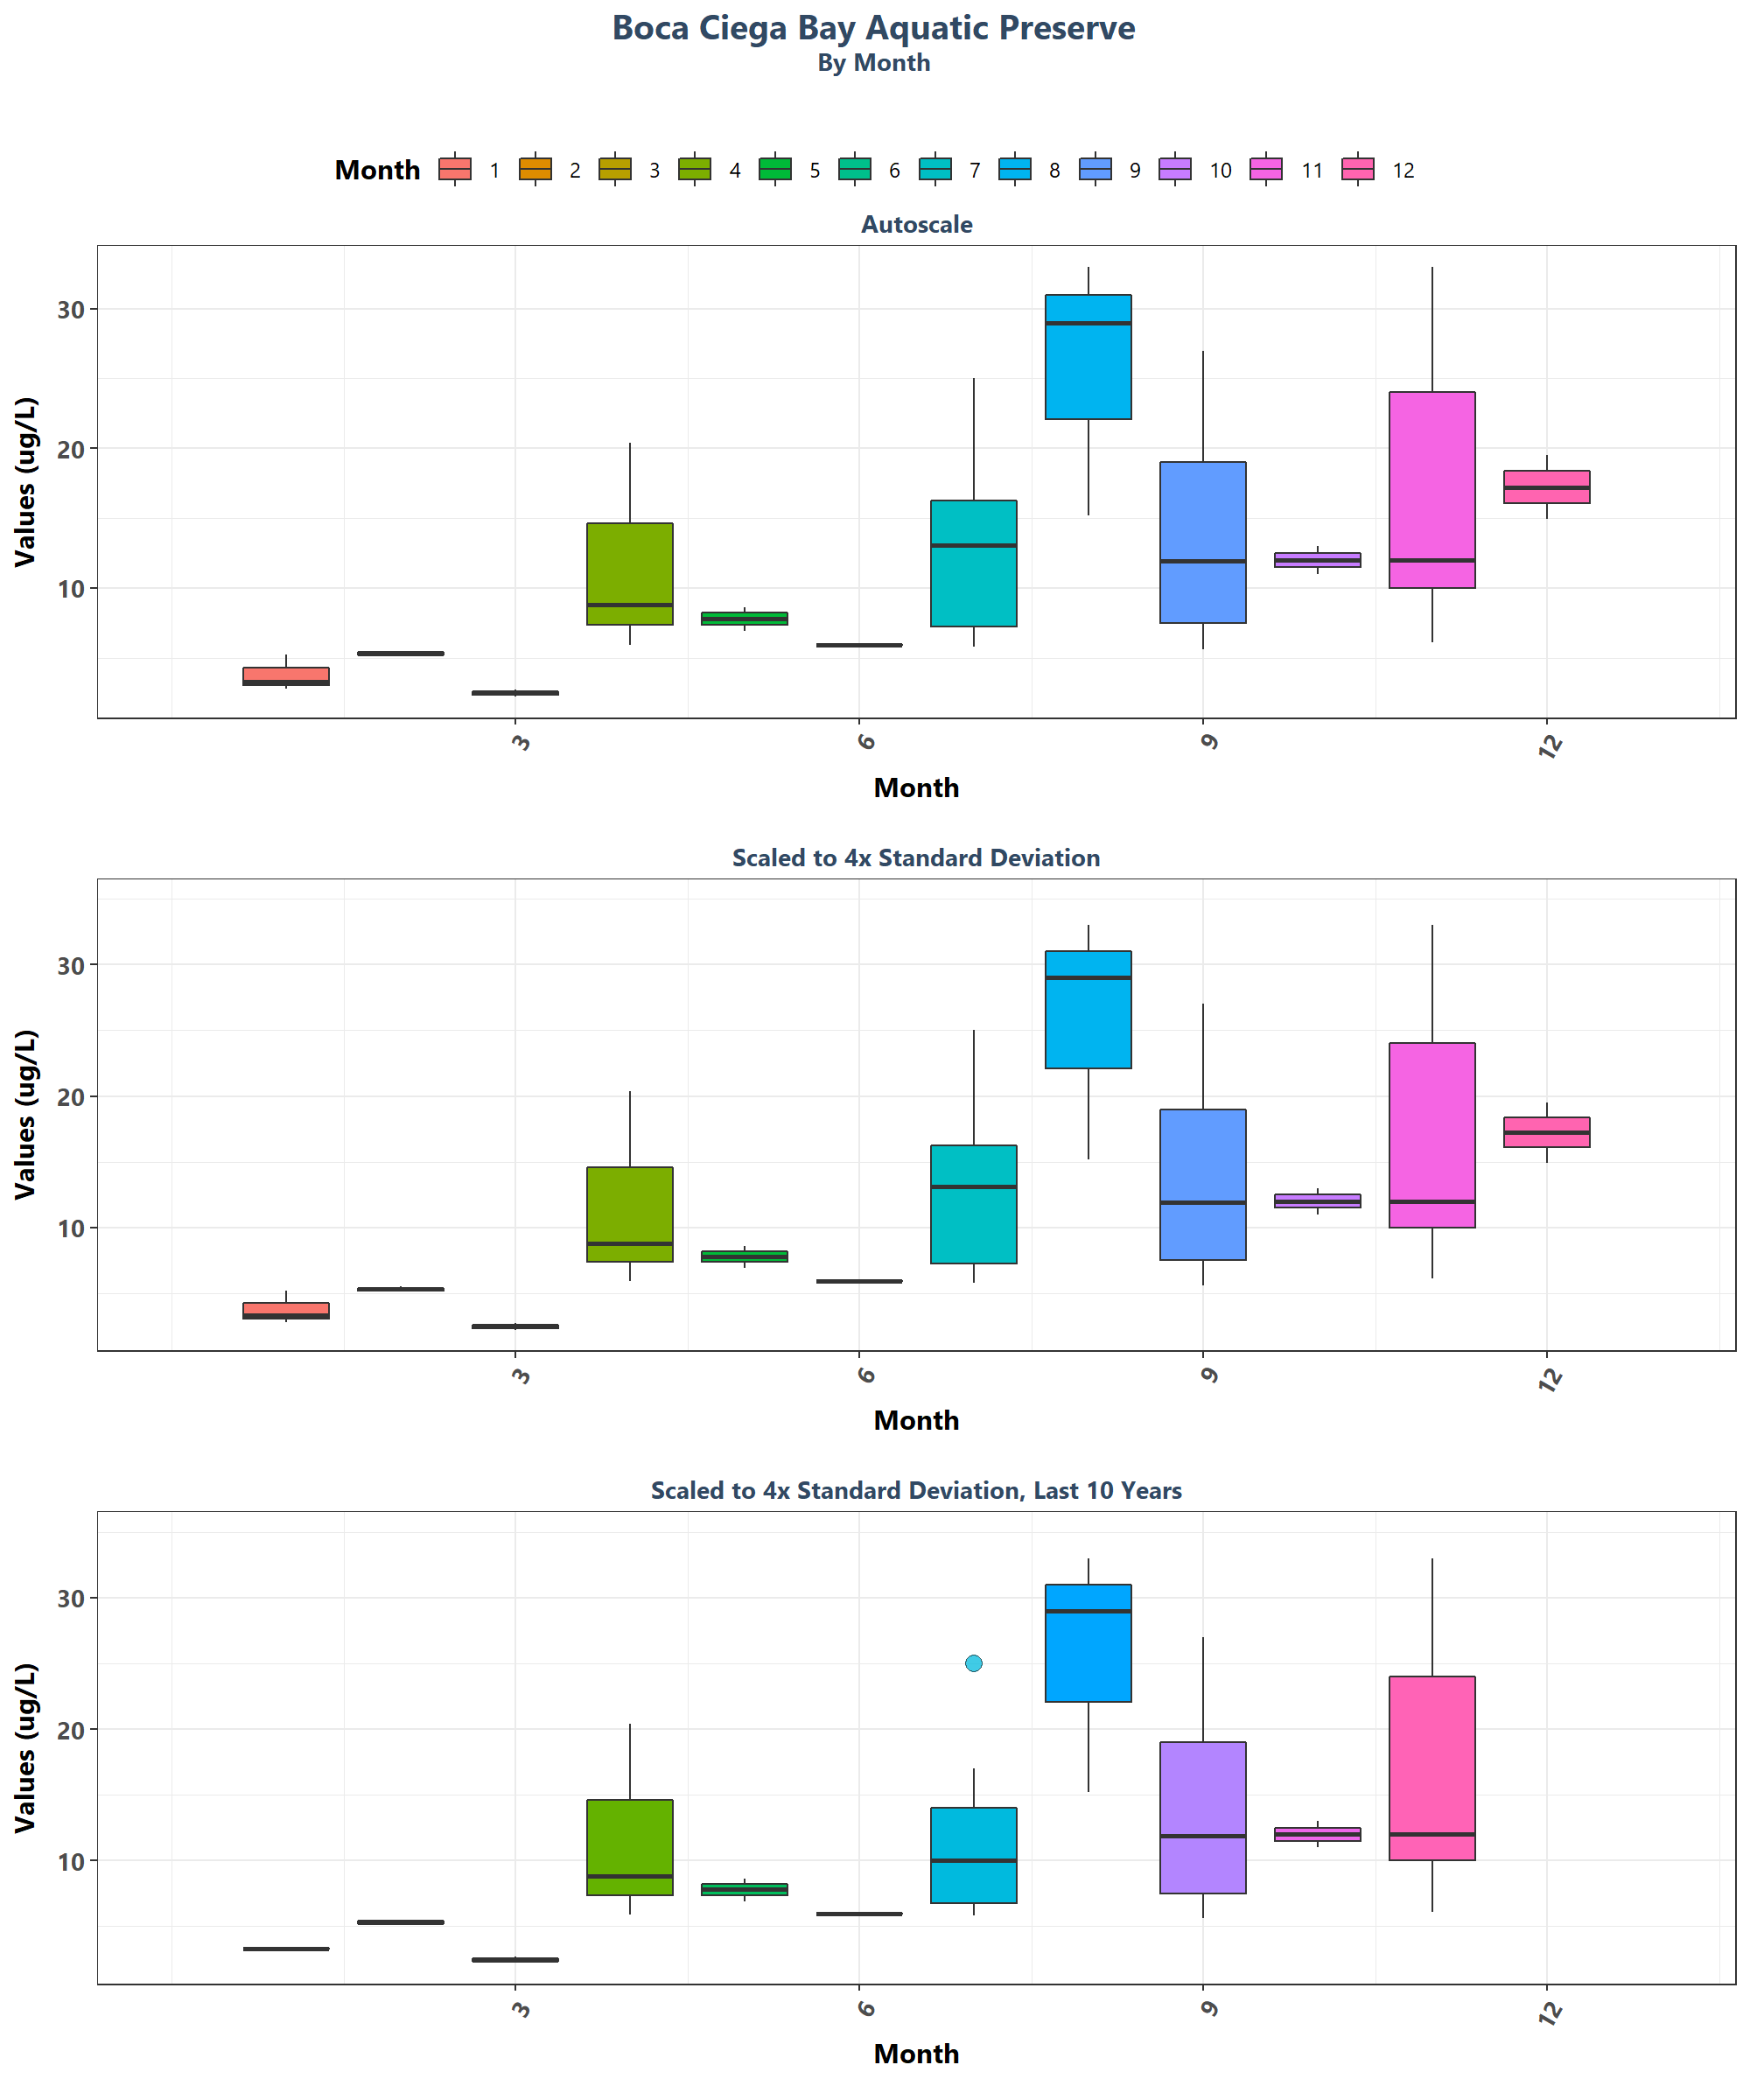 Boca Ciega Bay Aquatic Preserve
By Month
Month 1 2 3 4 5 6 7 8 9 10 11 12
Autoscale
Values (ug/L)
30
20
10
3 6 9 12
Month
Scaled to 4x Standard Deviation
Values (ug/L)
30
20
10
3 6 9 12
Month
Scaled to 4x Standard Deviation, Last 10 Years
Values (ug/L)
30
20
10
3 6 9 12
Month